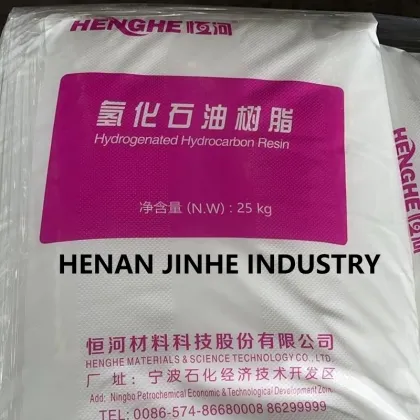 HENGHE 恒河
氢化石油树脂
Hydrogenated Hydrocarbon Resin
净含量 (N.W) : 25 kg
HENAN JINHE INDUSTRY
恒河材料科技股份有限公司
HENGHE MATERIALS & SCIENCE TECHNOLOGY CO., LTD.
厂 址: 宁波石化经济技术开发区
Add: Ningbo Petrochemical Economic & Technological Development Zone.
TEL: 0086-574-86680008 86299999